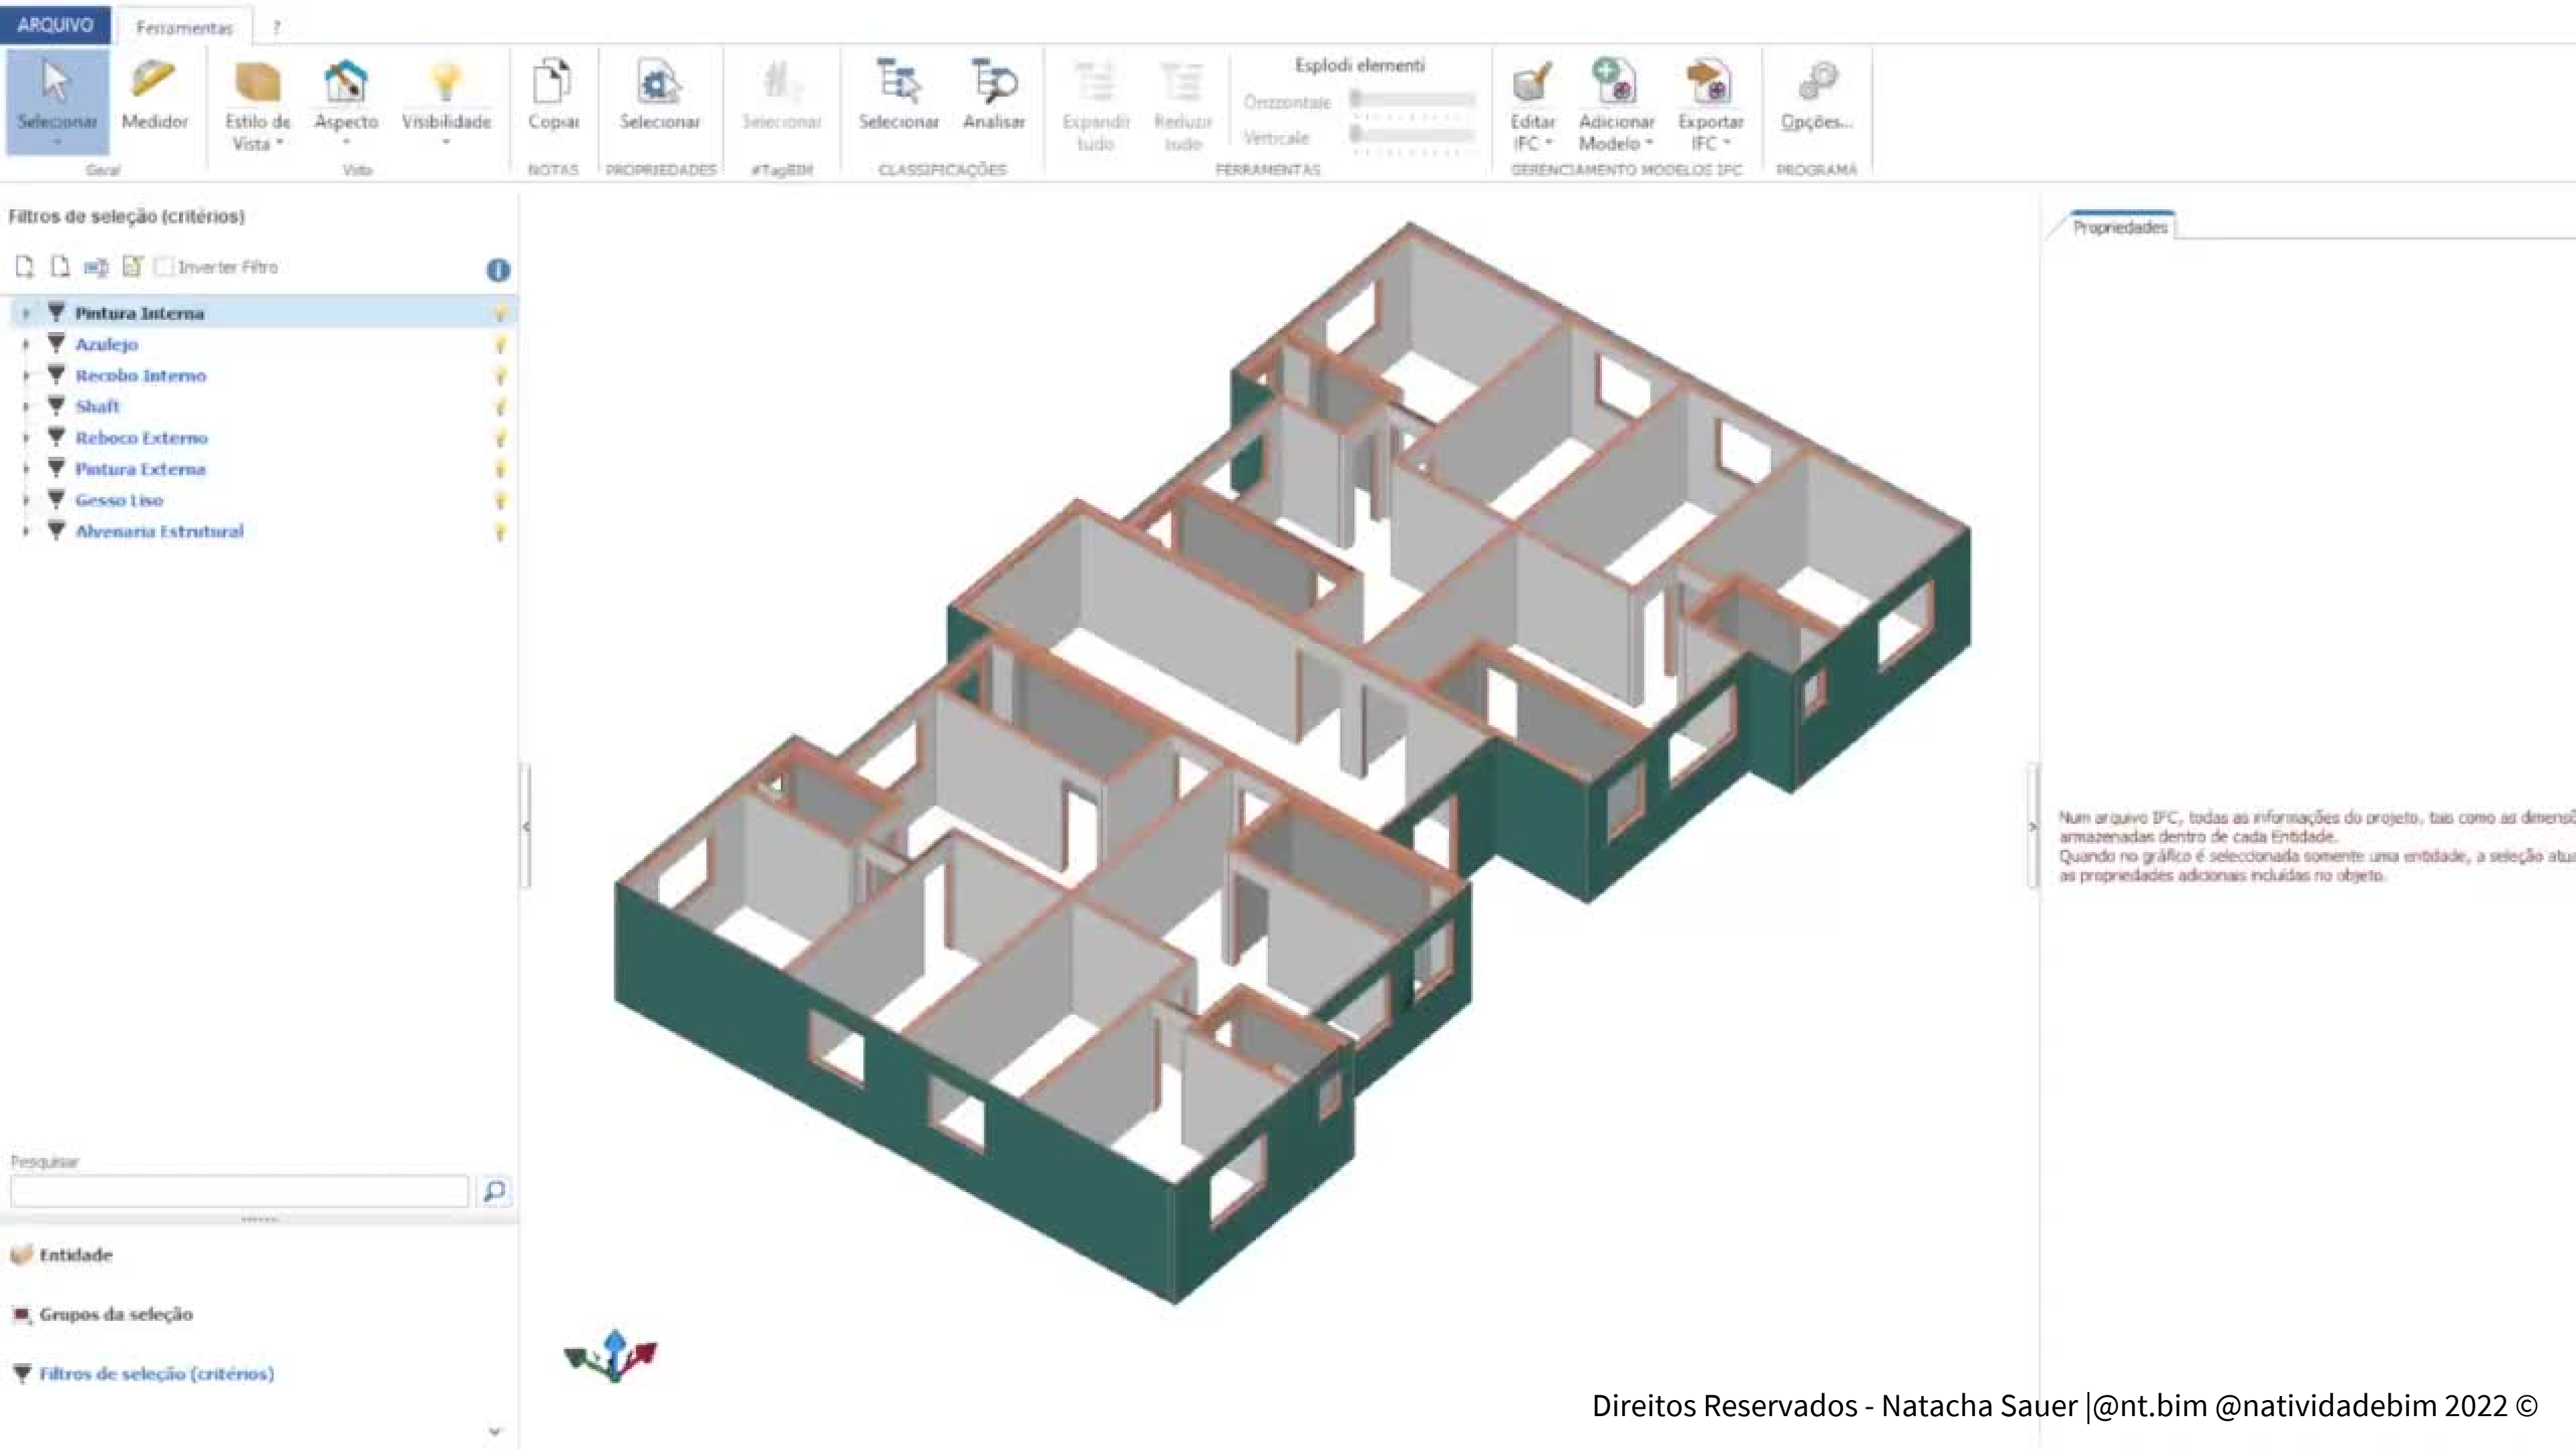 ARQUIVO
Ferramentas
?
Selecionar
Medidor
Geral
Estilo de
Vista
Aspecto
Visibilidade
Vista
Copiar
NOTAS
Selecionar
PROPRIEDADES
Selecionar
#TagBIM
Selecionar
Analisar
CLASSIFICAÇÕES
Expandir
tudo
Reduzir
tudo
Esplodi elementi
Orizzontale
Verticale
FERRAMENTAS
Editar
IFC
Adicionar
Modelo
Exportar
IFC
GERENCIAMENTO MODELOS IFC
Opções...
PROGRAMA
Filtros de seleção (critérios)
Inverter Filtro
Pintura Interna
Azulejo
Recobo Interno
Shaft
Reboco Externo
Pintura Externa
Gesso Liso
Alvenaria Estrutural
Pesquisar
Entidade
Grupos da seleção
Filtros de seleção (critérios)
Propriedades
Num arquivo IFC, todas as informações do projeto, tais como as dimensõ
armazenadas dentro de cada Entidade.
Quando no gráfico é seleccionada somente uma entidade, a seleção atua
as propriedades adicionais incluídas no objeto.
Direitos Reservados - Natacha Sauer |@nt.bim @natividadebim 2022 ©